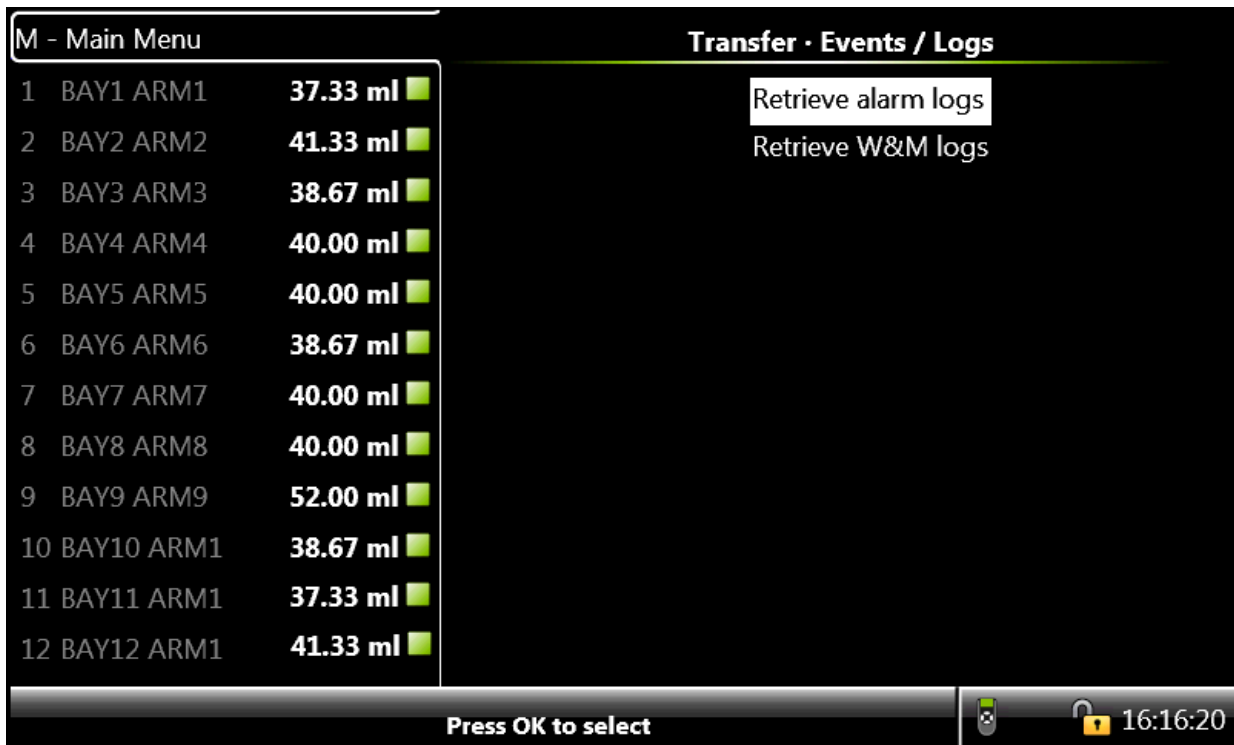 M - Main Menu
1 BAY1 ARM1 37.33 ml
2 BAY2 ARM2 41.33 ml
3 BAY3 ARM3 38.67 ml
4 BAY4 ARM4 40.00 ml
5 BAY5 ARM5 40.00 ml
6 BAY6 ARM6 38.67 ml
7 BAY7 ARM7 40.00 ml
8 BAY8 ARM8 40.00 ml
9 BAY9 ARM9 52.00 ml
10 BAY10 ARM1 38.67 ml
11 BAY11 ARM1 37.33 ml
12 BAY12 ARM1 41.33 ml
Transfer · Events / Logs
Retrieve alarm logs
Retrieve W&M logs
Press OK to select
16:16:20